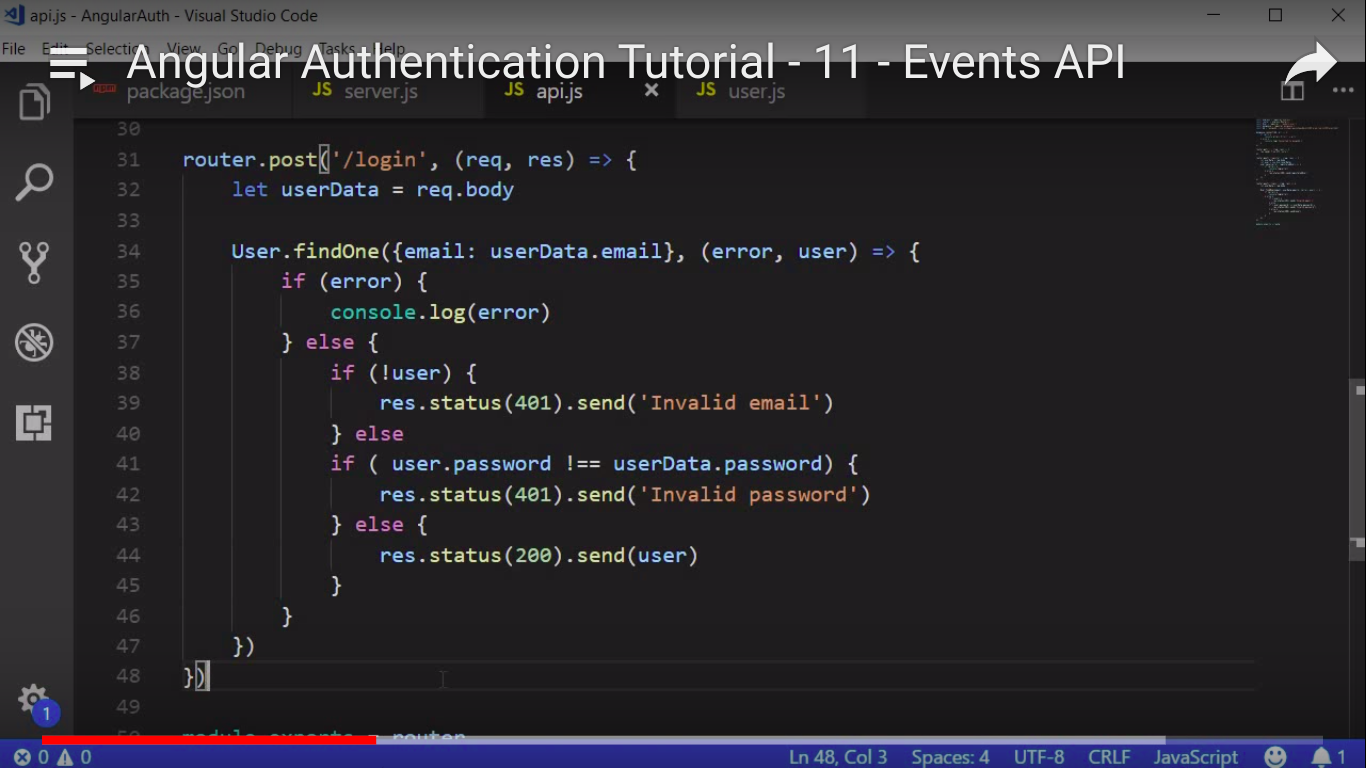 api.js - AngularAuth - Visual Studio Code
File Edit Selection View Go Debug Tasks Help
Angular Authentication Tutorial - 11 - Events API
package.json JS server.js JS api.js JS user.js
30
31 router.post('/login', (req, res) => {
32 let userData = req.body
33
34 User.findOne({email: userData.email}, (error, user) => {
35 if (error) {
36 console.log(error)
37 } else {
38 if (!user) {
39 res.status(401).send('Invalid email')
40 } else
41 if ( user.password !== userData.password) {
42 res.status(401).send('Invalid password')
43 } else {
44 res.status(200).send(user)
45 }
46 }
47 })
48 })
49
50 module.exports = router
1
0 0 Ln 48, Col 3 Spaces: 4 UTF-8 CRLF JavaScript 1